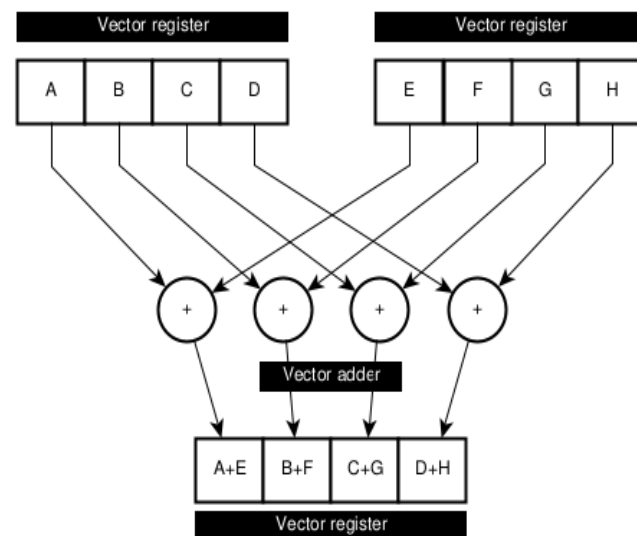 Vector register Vector register
A B C D E F G H
+ + + +
Vector adder
A+E B+F C+G D+H
Vector register